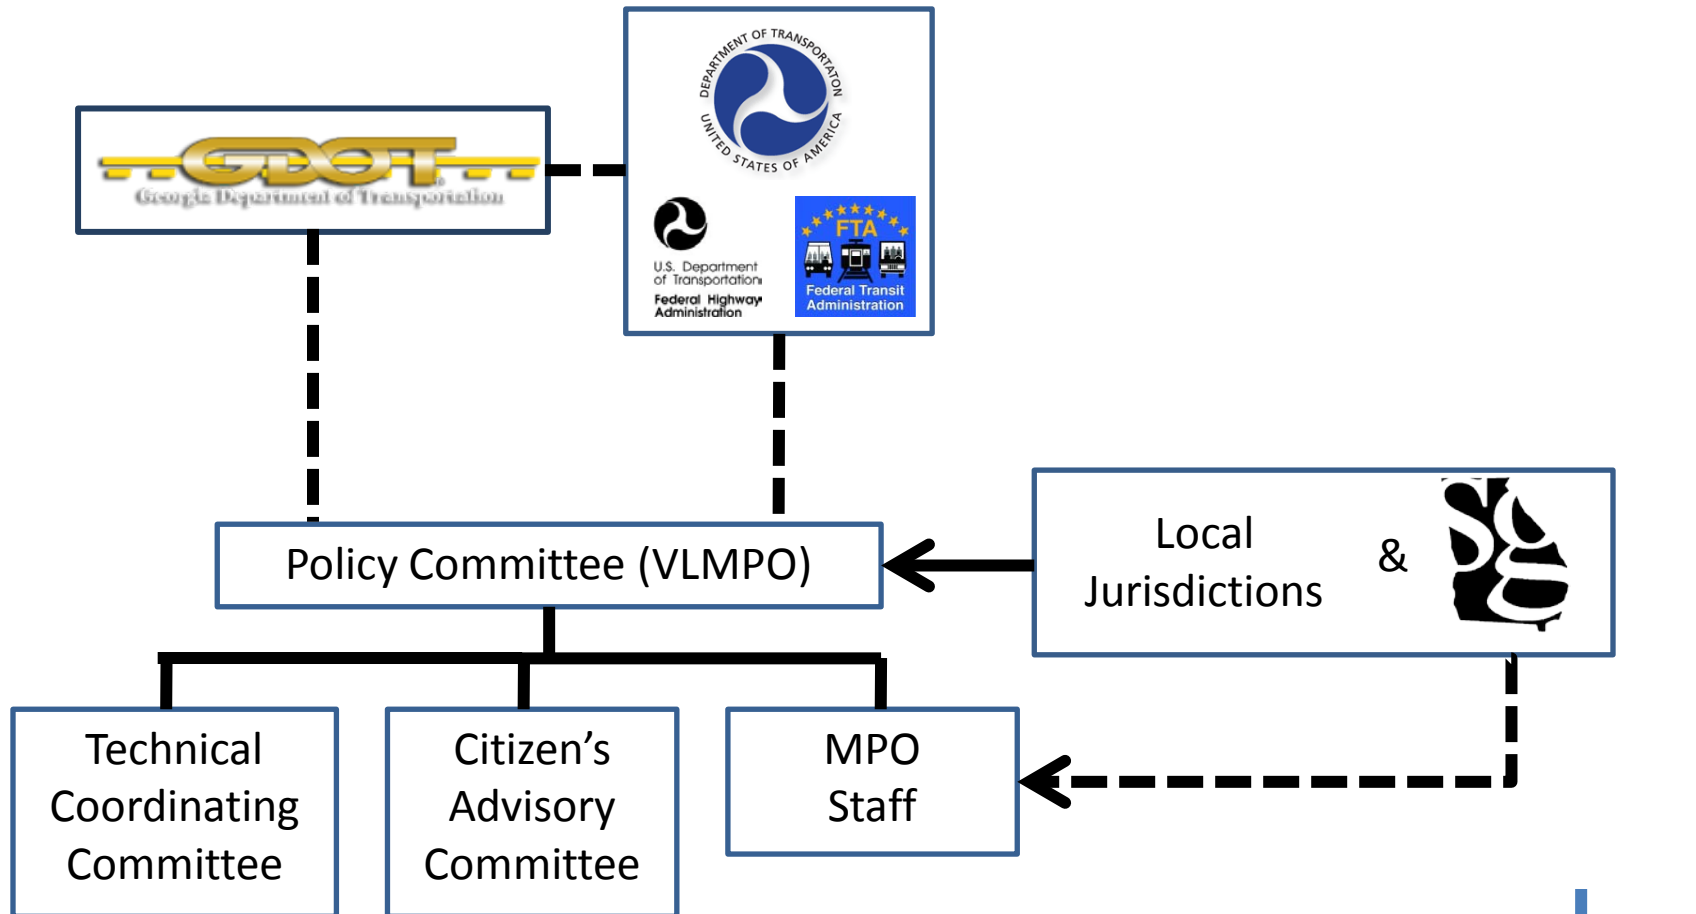 DEPARTMENT OF TRANSPORTATON
UNITED STATES OF AMERICA
GDOT
Georgia Department of Transportation
U.S. Department
of Transportation
Federal Highway
Administration
FTA
Federal Transit
Administration
Policy Committee (VLMPO)
Local
Jurisdictions
&
sg
Technical
Coordinating
Committee
Citizen’s
Advisory
Committee
MPO
Staff